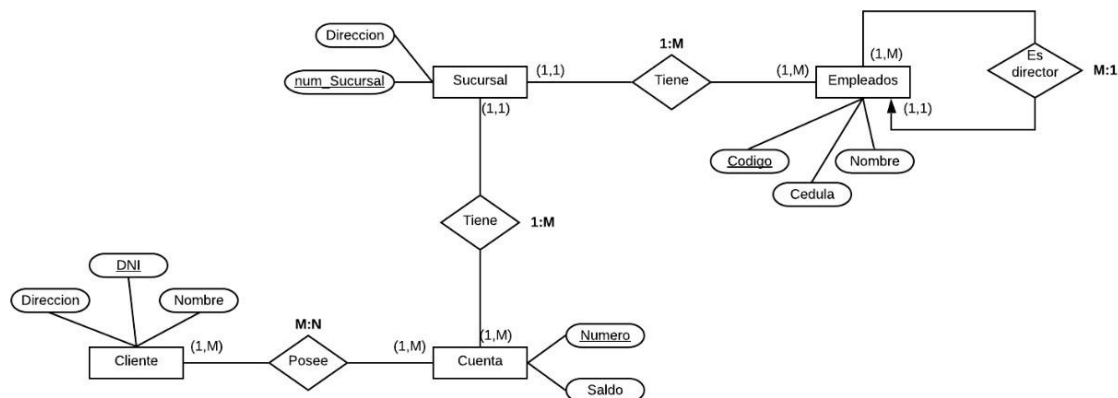 Direccion
num_Sucursal
Sucursal
(1,1)
(1,1)
1:M
Tiene
(1,M)
Empleados
(1,M)
(1,1)
Es
director
M:1
Codigo
Cedula
Nombre
Tiene
1:M
DNI
Direccion
Nombre
Cliente
(1,M)
M:N
Posee
(1,M)
(1,M)
Cuenta
Numero
Saldo